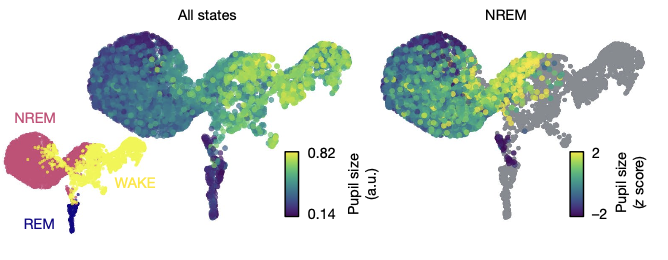 All states
NREM
NREM
WAKE
REM
0.82
0.14
Pupil size
(a.u.)
2
−2
Pupil size
(z score)